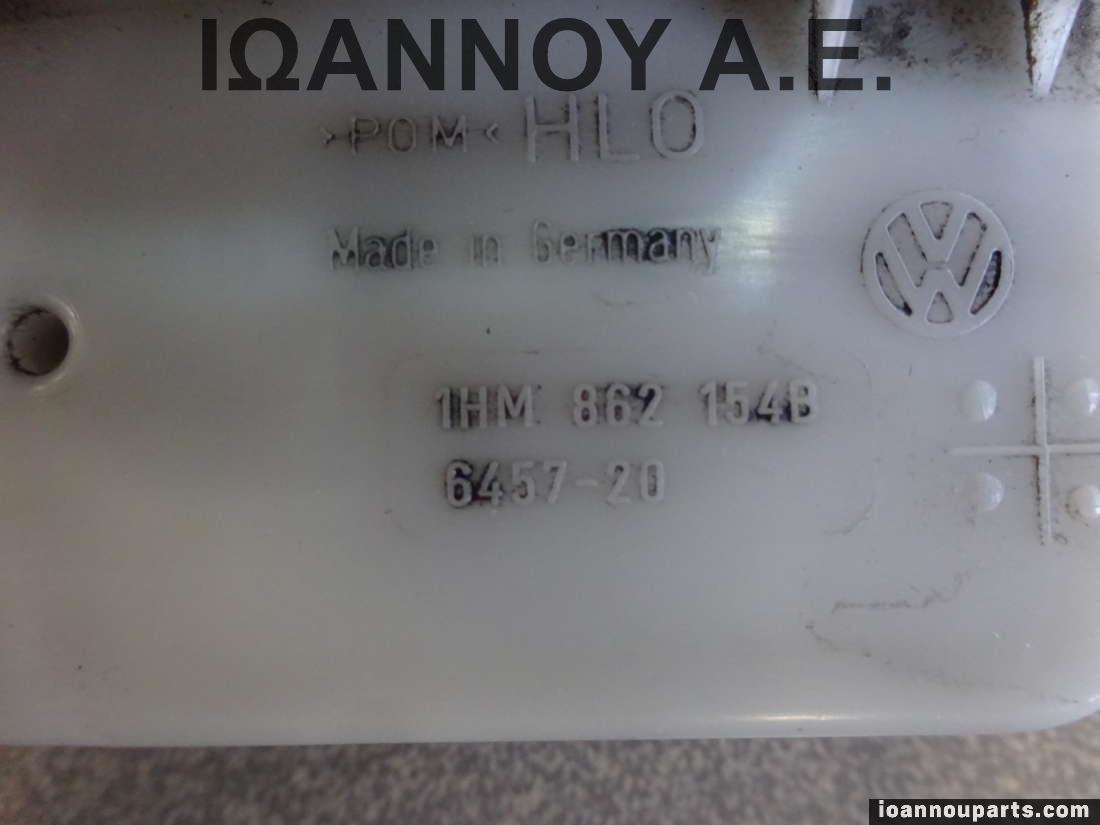 ΙΩΑΝΝΟΥ Α.Ε.
>POM< HLO
Made in Germany
1HM 862 154B
6457-20
ioannouparts.com